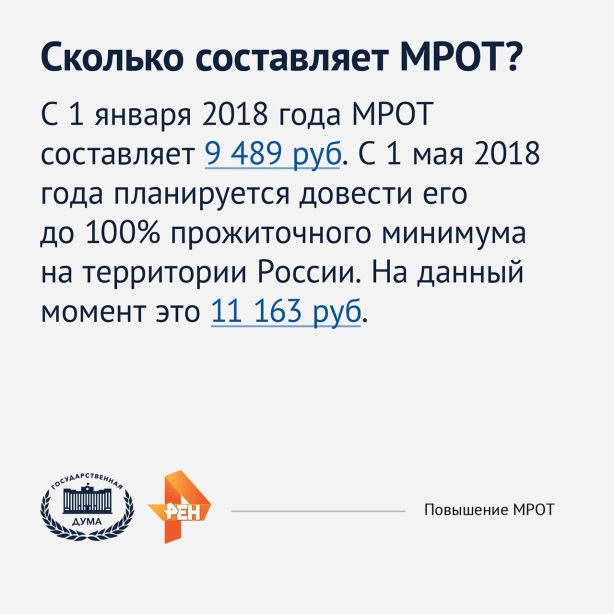 Сколько составляет МРОТ?
С 1 января 2018 года МРОТ
составляет 9 489 руб. С 1 мая 2018
года планируется довести его
до 100% прожиточного минимума
на территории России. На данный
момент это 11 163 руб.
ГОСУДАРСТВЕННАЯ
ДУМА
РЕН
Повышение МРОТ